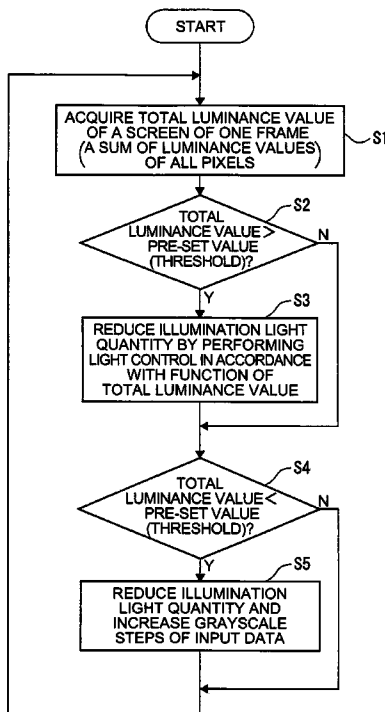 START
ACQUIRE TOTAL LUMINANCE VALUE
OF A SCREEN OF ONE FRAME
(A SUM OF LUMINANCE VALUES
OF ALL PIXELS)
S1
S2
TOTAL
LUMINANCE VALUE >
PRE-SET VALUE
(THRESHOLD)?
N
Y
S3
REDUCE ILLUMINATION LIGHT
QUANTITY BY PERFORMING
LIGHT CONTROL IN ACCORDANCE
WITH FUNCTION OF
TOTAL LUMINANCE VALUE
S4
TOTAL
LUMINANCE VALUE <
PRE-SET VALUE
(THRESHOLD)?
N
Y
S5
REDUCE ILLUMINATION
LIGHT QUANTITY AND
INCREASE GRAYSCALE
STEPS OF INPUT DATA